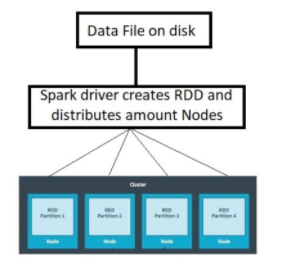 Data File on disk
Spark driver creates RDD and
distributes amount Nodes
Cluster
RDD RDD RDD RDD
Partition 1 Partition 2 Partition 3 Partition 4
Node Node Node Node